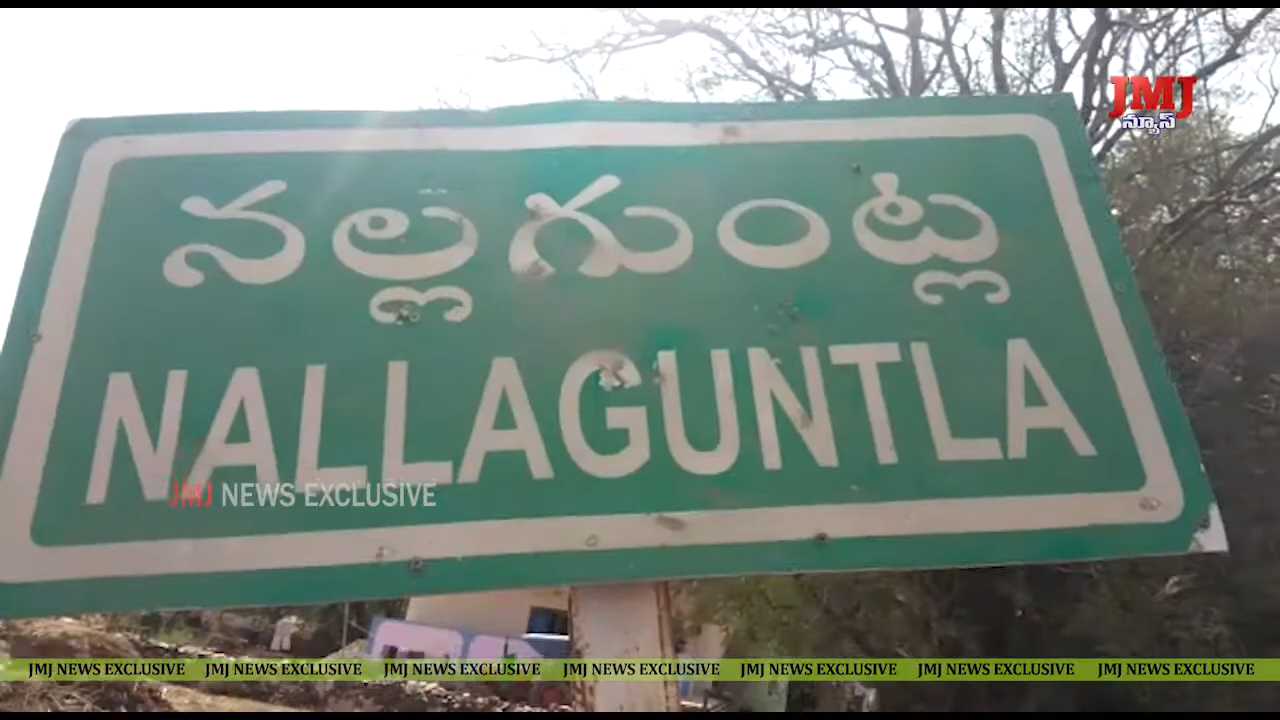 JMJ
న్యూస్
నల్లగుంట్ల
NALLAGUNTLA
JMJ NEWS EXCLUSIVE
JMJ NEWS EXCLUSIVE JMJ NEWS EXCLUSIVE JMJ NEWS EXCLUSIVE JMJ NEWS EXCLUSIVE JMJ NEWS EXCLUSIVE JMJ NEWS EXCLUSIVE JMJ NEWS EXCLUSIVE